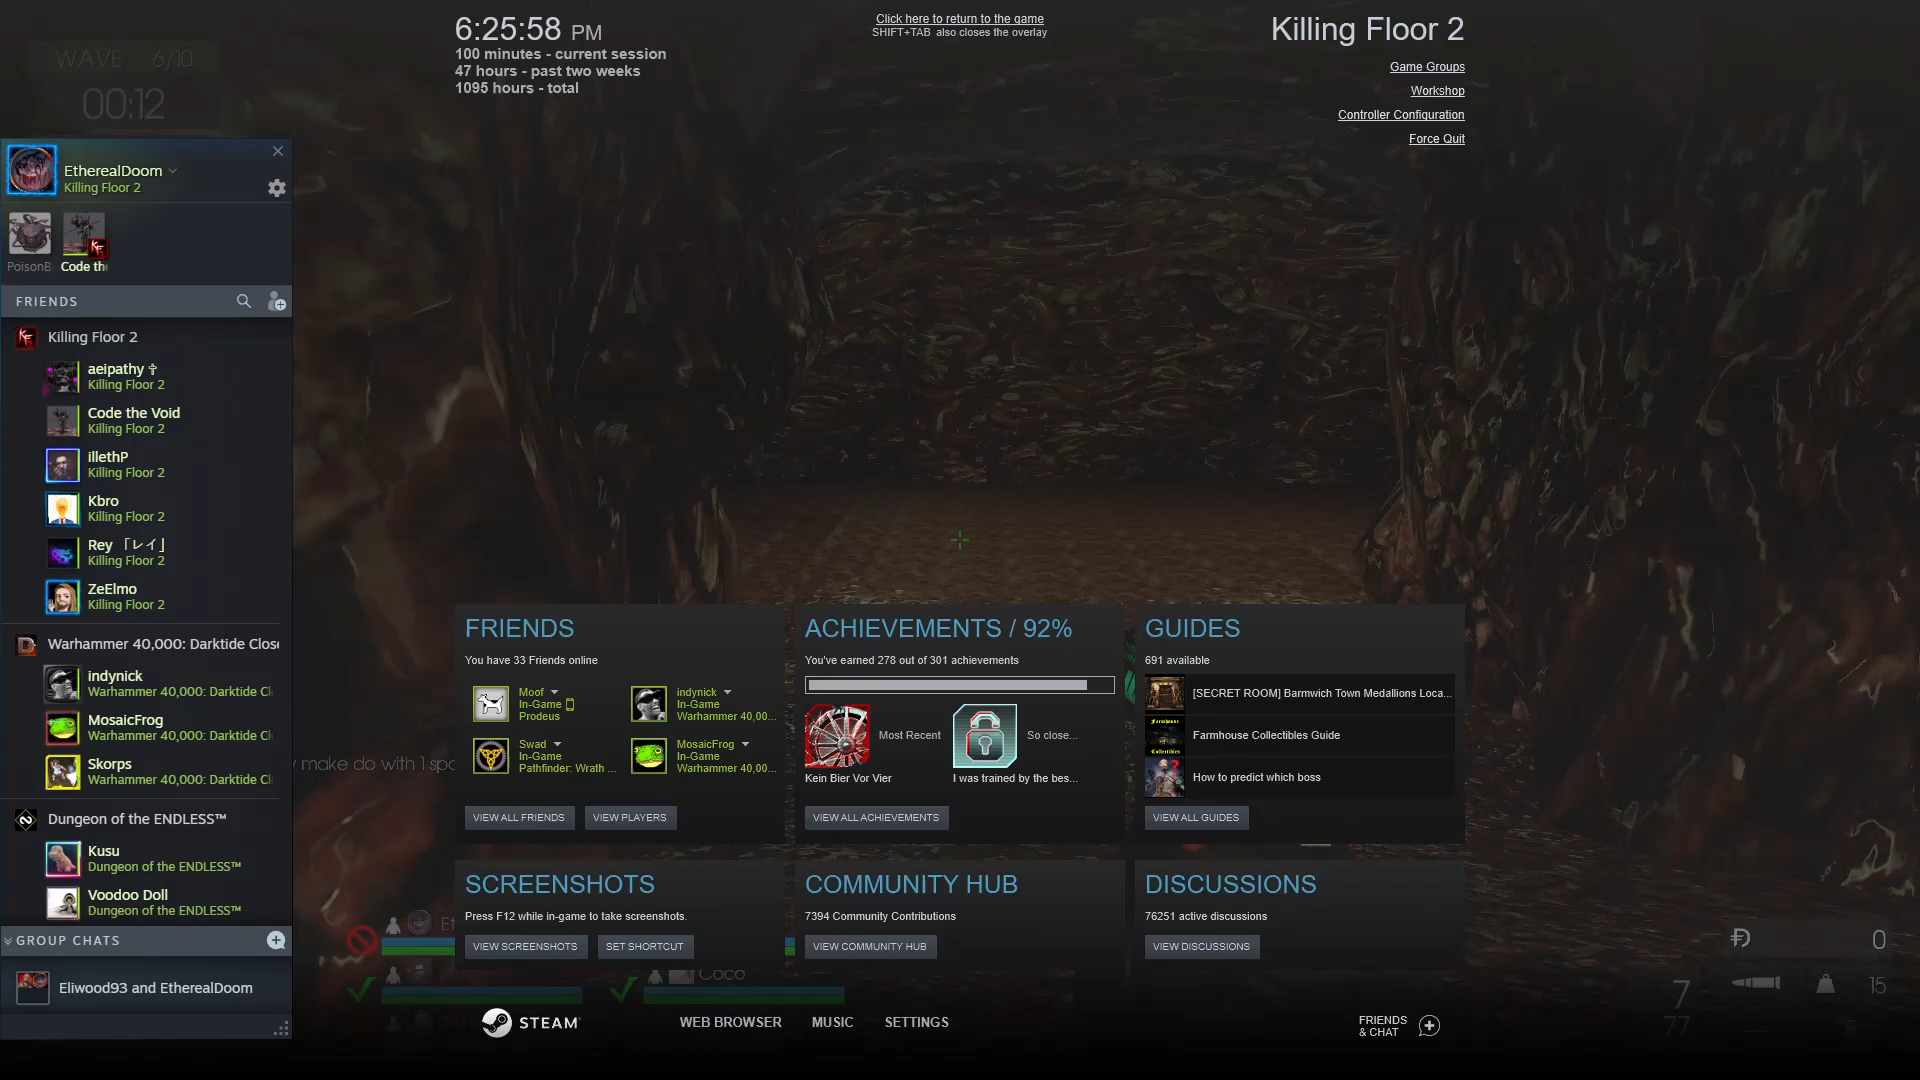 WAVE 6/10
00:12
6:25:58 PM
100 minutes - current session
47 hours - past two weeks
1095 hours - total
Click here to return to the game
SHIFT+TAB also closes the overlay
Killing Floor 2
Game Groups
Workshop
Controller Configuration
Force Quit
EtherealDoom
Killing Floor 2
PoisonB
Code the
FRIENDS
Killing Floor 2
aeipathy ✞
Killing Floor 2
Code the Void
Killing Floor 2
illethP
Killing Floor 2
Kbro
Killing Floor 2
Rey 「レイ」
Killing Floor 2
ZeElmo
Killing Floor 2
Warhammer 40,000: Darktide Close
indynick
Warhammer 40,000: Darktide Cl
MosaicFrog
Warhammer 40,000: Darktide Cl
Skorps
Warhammer 40,000: Darktide Cl
Dungeon of the ENDLESS™
Kusu
Dungeon of the ENDLESS™
Voodoo Doll
Dungeon of the ENDLESS™
GROUP CHATS
Eliwood93 and EtherealDoom
make do with 1 spa
FRIENDS
You have 33 Friends online
Moof
In-Game
Prodeus
indynick
In-Game
Warhammer 40,00...
Swad
In-Game
Pathfinder: Wrath ...
MosaicFrog
In-Game
Warhammer 40,00...
VIEW ALL FRIENDS
VIEW PLAYERS
ACHIEVEMENTS / 92%
You've earned 278 out of 301 achievements
Most Recent
Kein Bier Vor Vier
So close...
I was trained by the bes...
VIEW ALL ACHIEVEMENTS
GUIDES
691 available
[SECRET ROOM] Barmwich Town Medallions Loca...
Farmhouse Collectibles
Farmhouse Collectibles Guide
How to predict which boss
VIEW ALL GUIDES
SCREENSHOTS
Press F12 while in-game to take screenshots.
VIEW SCREENSHOTS
SET SHORTCUT
COMMUNITY HUB
7394 Community Contributions
VIEW COMMUNITY HUB
DISCUSSIONS
76251 active discussions
VIEW DISCUSSIONS
Et
Coco
0
7
15
77
5
STEAM
WEB BROWSER
MUSIC
SETTINGS
FRIENDS
& CHAT